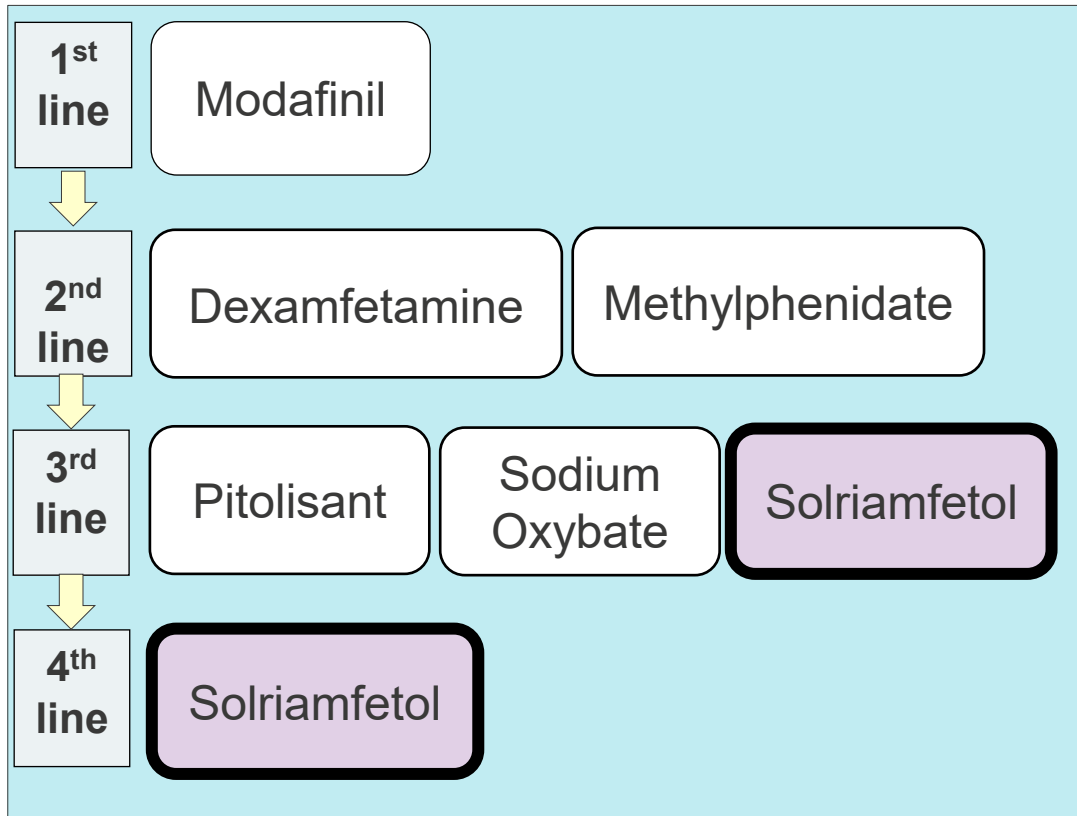 1st
line
Modafinil
2nd
line
Dexamfetamine
Methylphenidate
3rd
line
Pitolisant
Sodium
Oxybate
Solriamfetol
4th
line
Solriamfetol